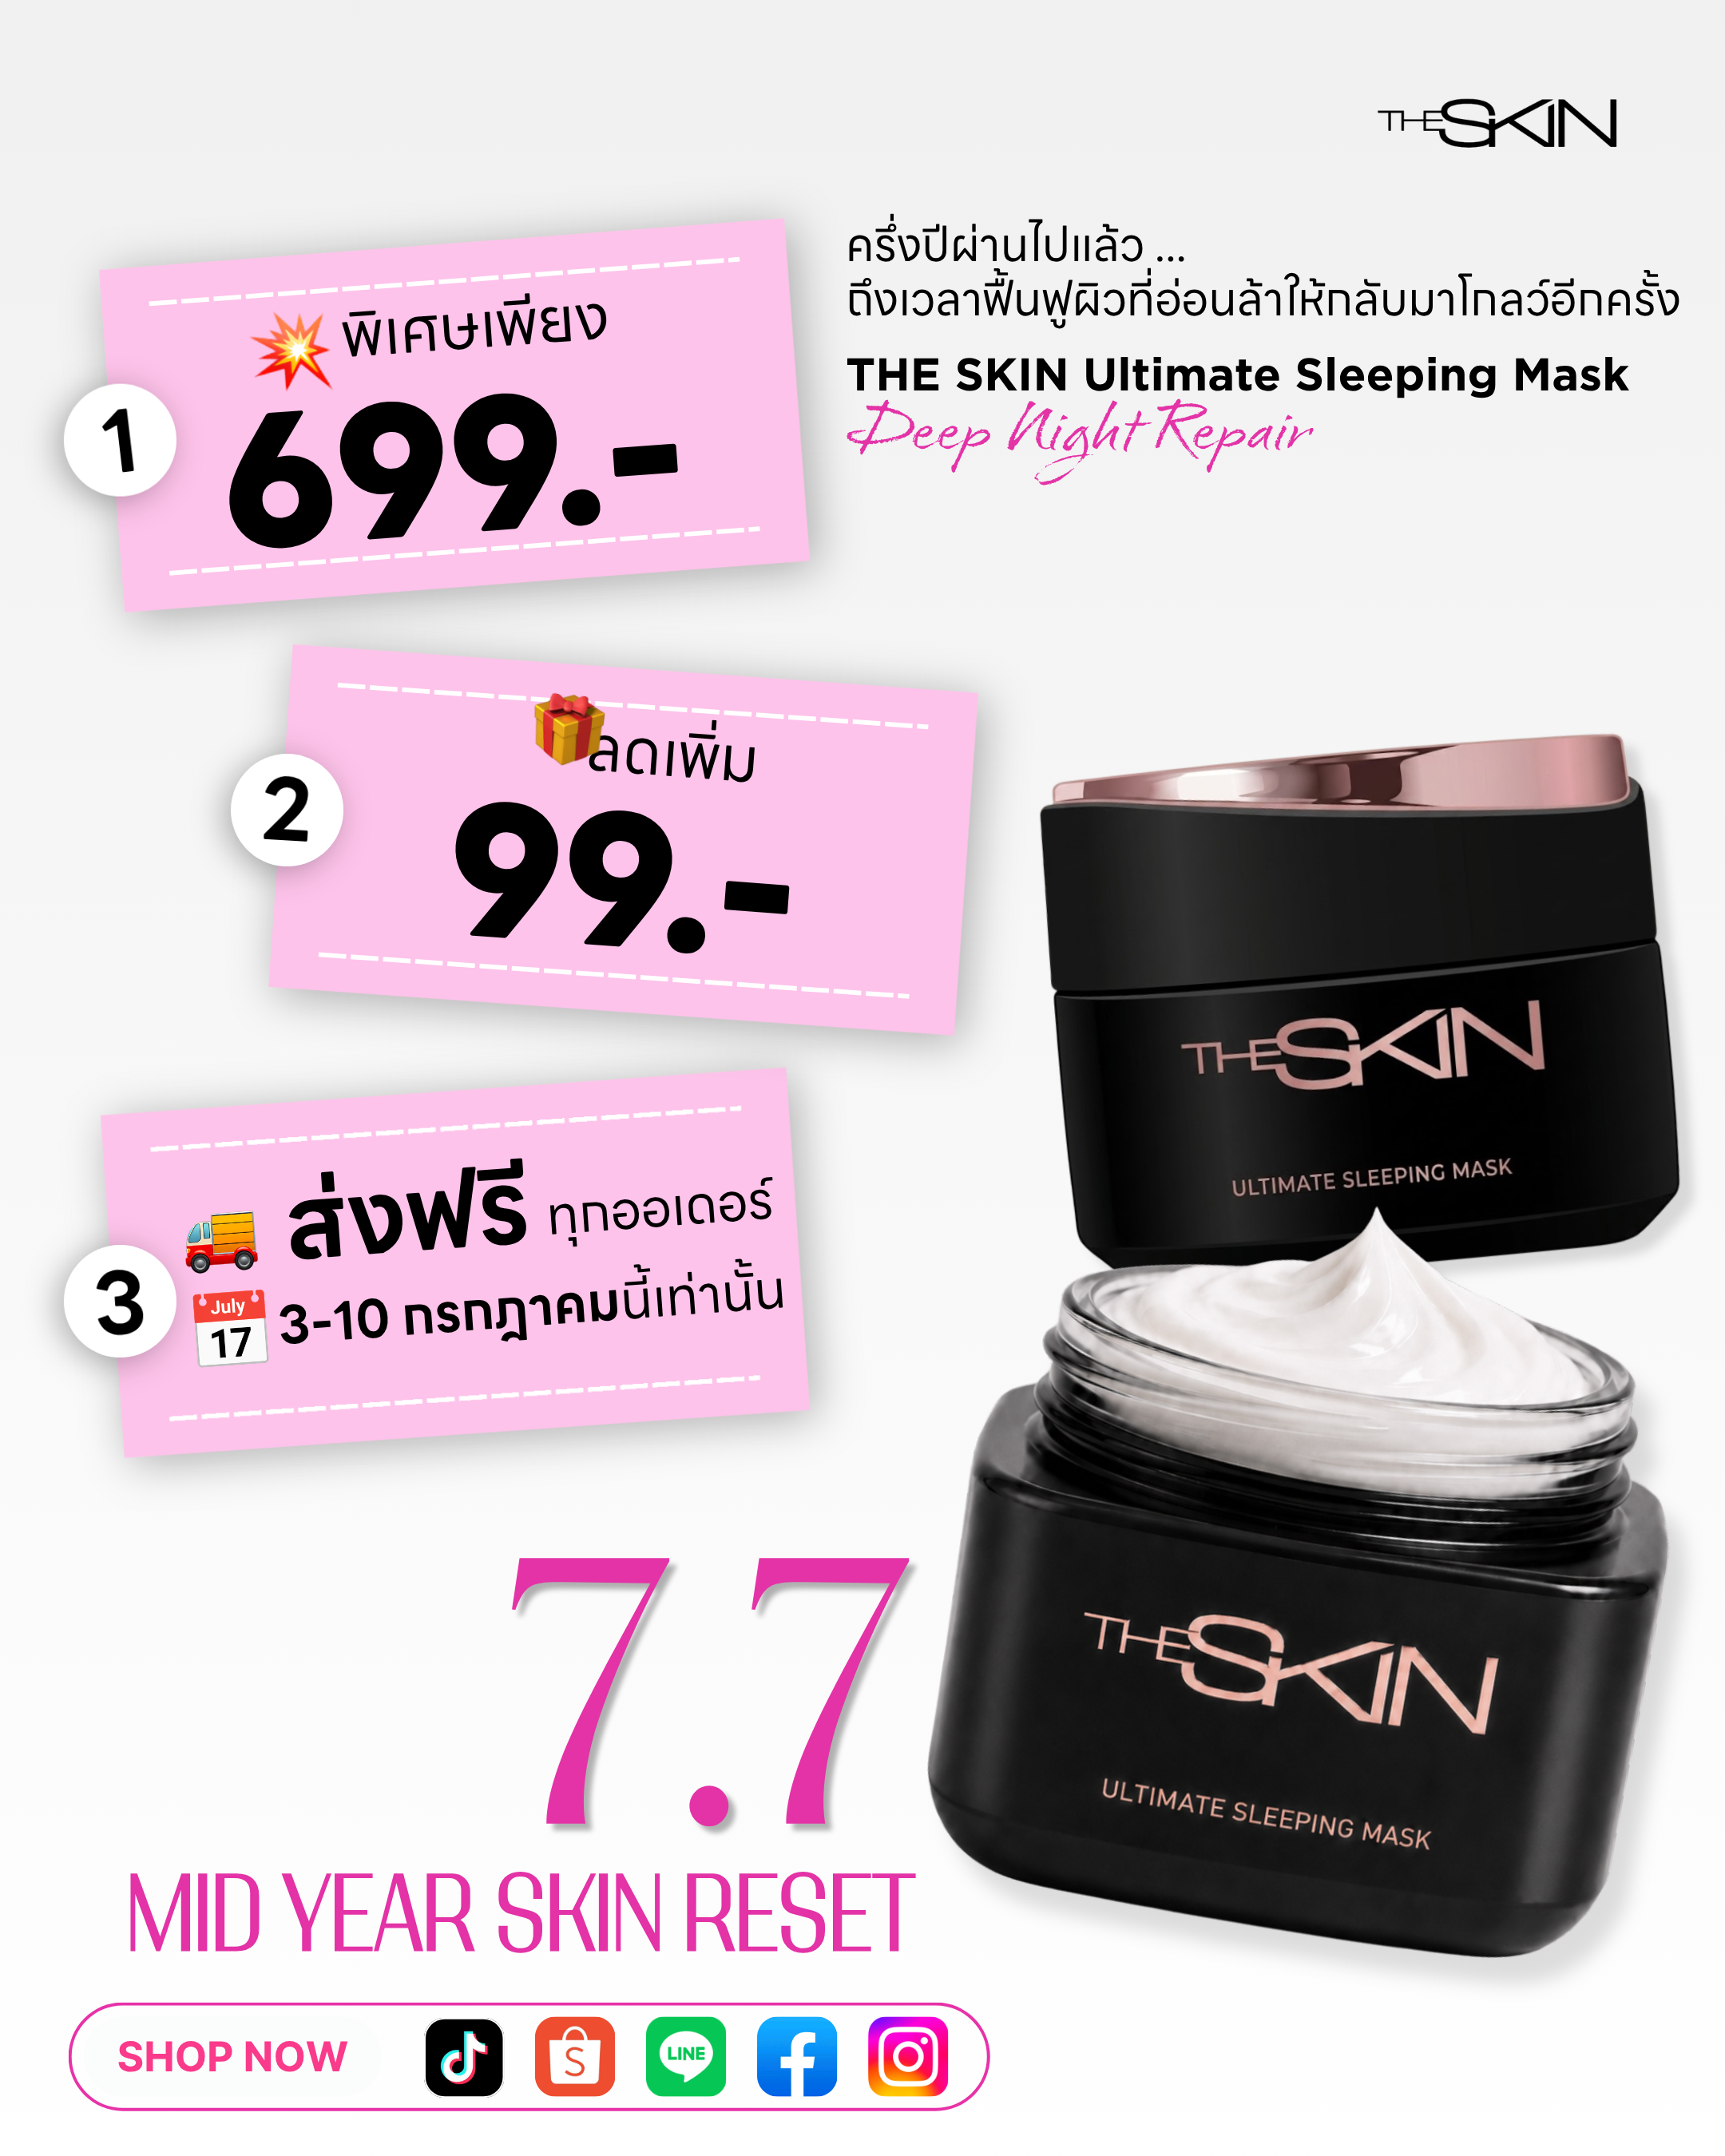 THE SKIN
ครึ่งปีผ่านไปแล้ว ...
ถึงเวลาฟื้นฟูผิวที่อ่อนล้าให้กลับมาโกลว์อีกครั้ง
THE SKIN Ultimate Sleeping Mask
Deep Night Repair
1
พิเศษเพียง
699.-
2
ลดเพิ่ม
99.-
3
ส่งฟรี ทุกออเดอร์
July
17
3-10 กรกฎาคมนี้เท่านั้น
THE SKIN
ULTIMATE SLEEPING MASK
THE SKIN
ULTIMATE SLEEPING MASK
7.7
MID YEAR SKIN RESET
SHOP NOW
S
LINE